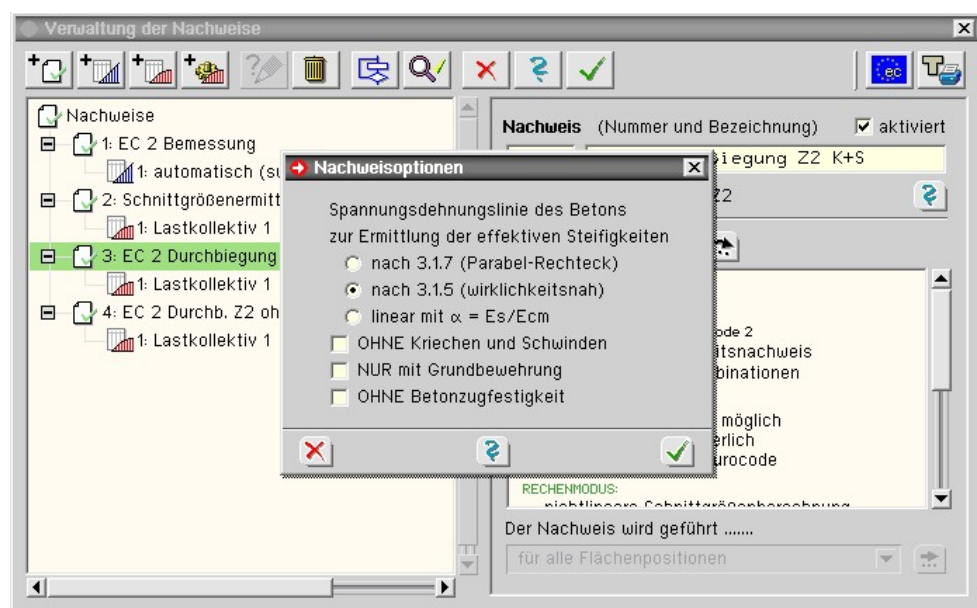 Verwaltung der Nachweise
ec
Nachweise
1: EC 2 Bemessung
1: automatisch
2: Schnittgrößenermitt
1: Lastkollektiv 1
3: EC 2 Durchbiegung
1: Lastkollektiv 1
4: EC 2 Durchb. Z2 oh
1: Lastkollektiv 1
Nachweisoptionen
Spannungsdehnungslinie des Betons
zur Ermittlung der effektiven Steifigkeiten
nach 3.1.7 (Parabel-Rechteck)
nach 3.1.5 (wirklichkeitsnah)
linear mit α = Es/Ecm
OHNE Kriechen und Schwinden
NUR mit Grundbewehrung
OHNE Betonzugfestigkeit
Nachweis (Nummer und Bezeichnung) aktiviert
iegung Z2 K+S
Z2
ode 2
itsnachweis
binationen
möglich
erlich
urocode
RECHENMODUS:
nichtlineare Schnittgrößenberechnung
Der Nachweis wird geführt .......
für alle Flächenpositionen